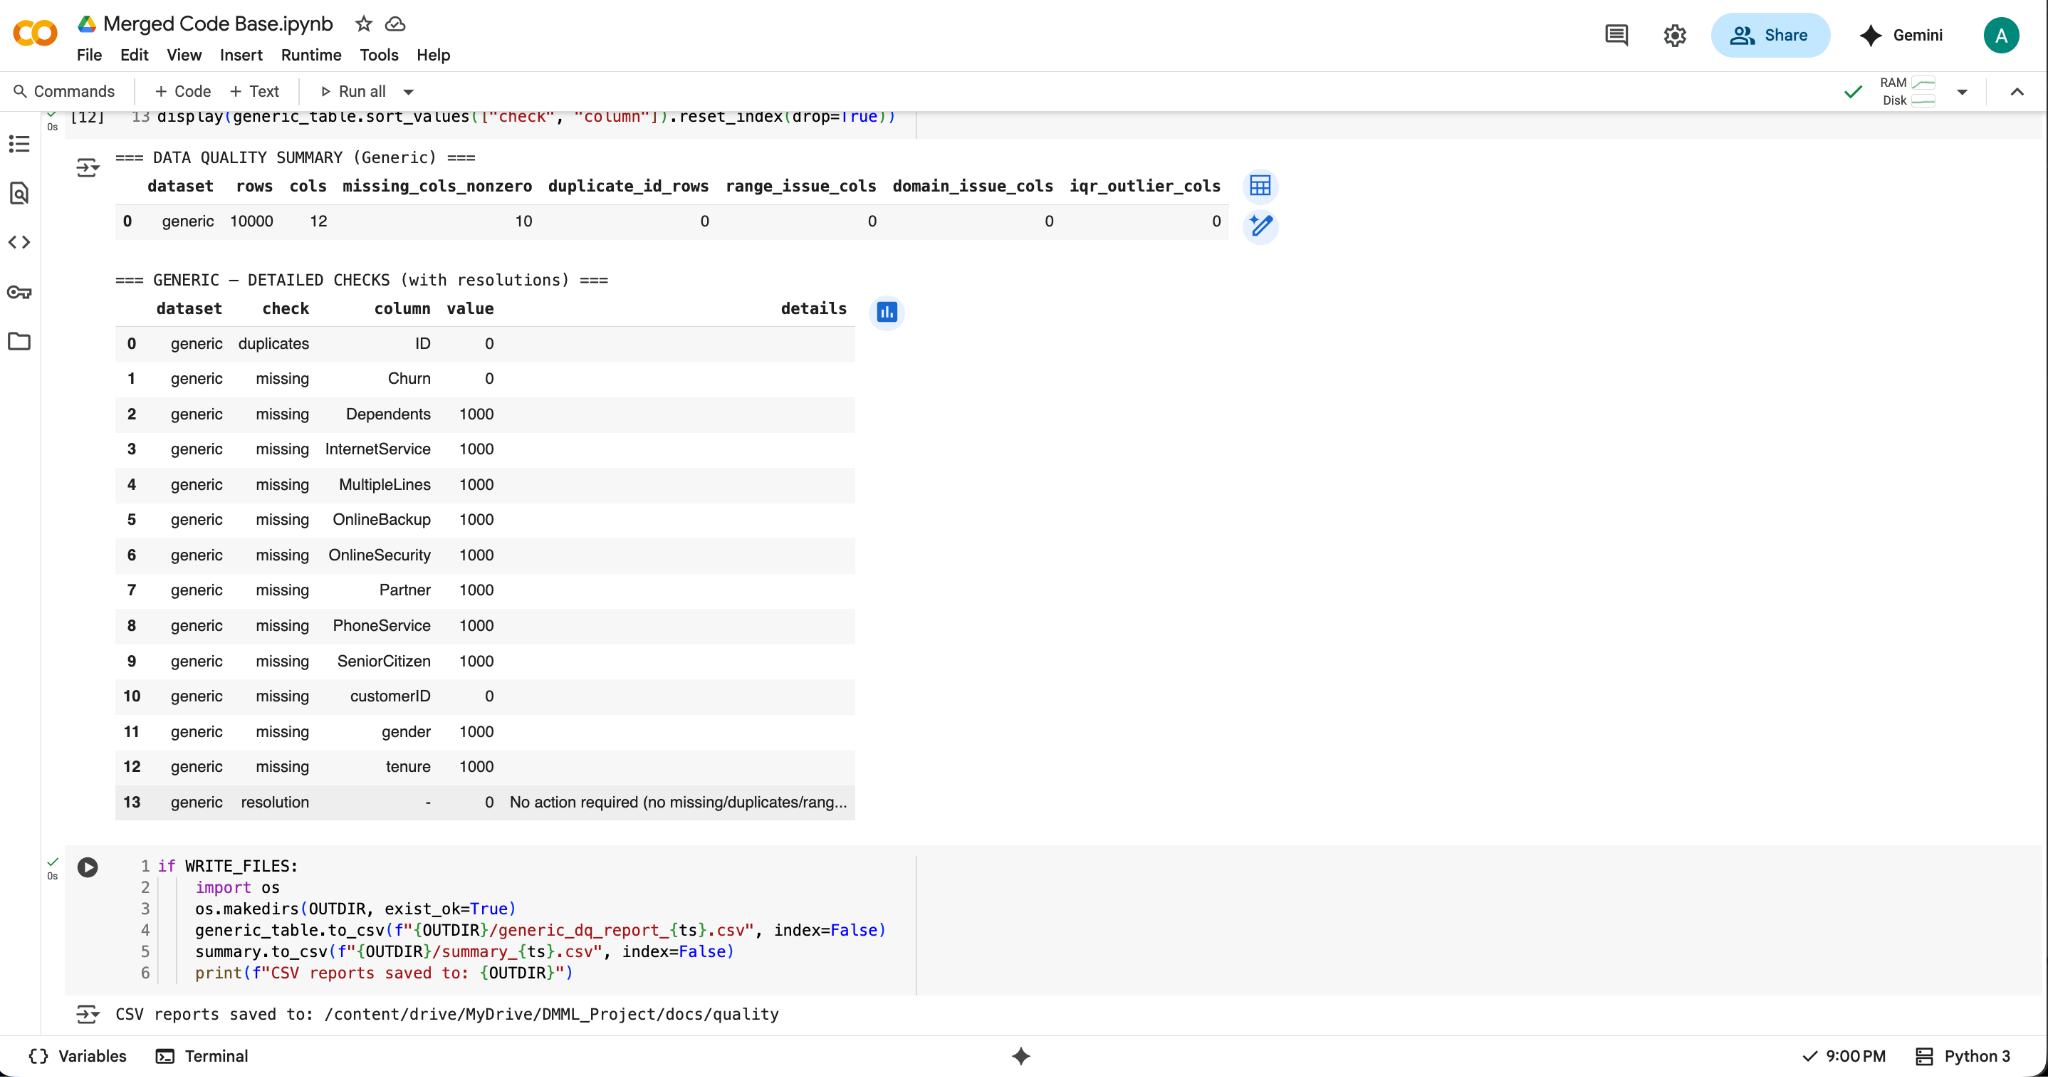 Merged Code Base.ipynb
File Edit View Insert Runtime Tools Help
Share
Gemini
A
Commands + Code + Text Run all
RAM
Disk
0s
[12] 13 display(generic_table.sort_values(["check", "column"]).reset_index(drop=True))
=== DATA QUALITY SUMMARY (Generic) ===
dataset rows cols missing_cols_nonzero duplicate_id_rows range_issue_cols domain_issue_cols iqr_outlier_cols
0 generic 10000 12 10 0 0 0 0
=== GENERIC — DETAILED CHECKS (with resolutions) ===
dataset check column value details
0 generic duplicates ID 0
1 generic missing Churn 0
2 generic missing Dependents 1000
3 generic missing InternetService 1000
4 generic missing MultipleLines 1000
5 generic missing OnlineBackup 1000
6 generic missing OnlineSecurity 1000
7 generic missing Partner 1000
8 generic missing PhoneService 1000
9 generic missing SeniorCitizen 1000
10 generic missing customerID 0
11 generic missing gender 1000
12 generic missing tenure 1000
13 generic resolution - 0 No action required (no missing/duplicates/rang...
0s
1 if WRITE_FILES:
2 import os
3 os.makedirs(OUTDIR, exist_ok=True)
4 generic_table.to_csv(f"{OUTDIR}/generic_dq_report_{ts}.csv", index=False)
5 summary.to_csv(f"{OUTDIR}/summary_{ts}.csv", index=False)
6 print(f"CSV reports saved to: {OUTDIR}")
CSV reports saved to: /content/drive/MyDrive/DMML_Project/docs/quality
Variables Terminal
9:00 PM Python 3